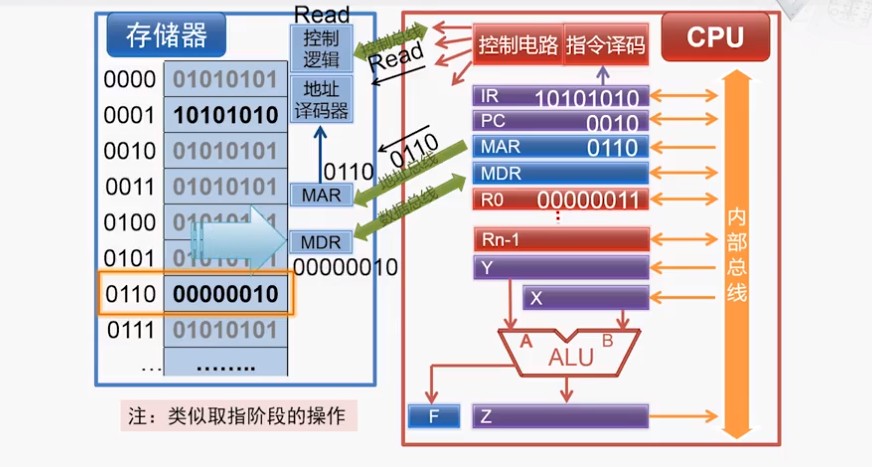 存储器
Read
控制
逻辑
地址
译码器
0000 01010101
0001 10101010
0010 01010101
0011 01010101
0100
0101
0110 00000010
0111 01010101
... ........
0110
MAR
MDR
00000010
控制总线
Read
0110
地址总线
数据总线
CPU
控制电路 指令译码
IR 10101010
PC 0010
MAR 0110
MDR
R0 00000011
Rn-1
Y
X
A B
ALU
F
Z
内部总线
注：类似取指阶段的操作